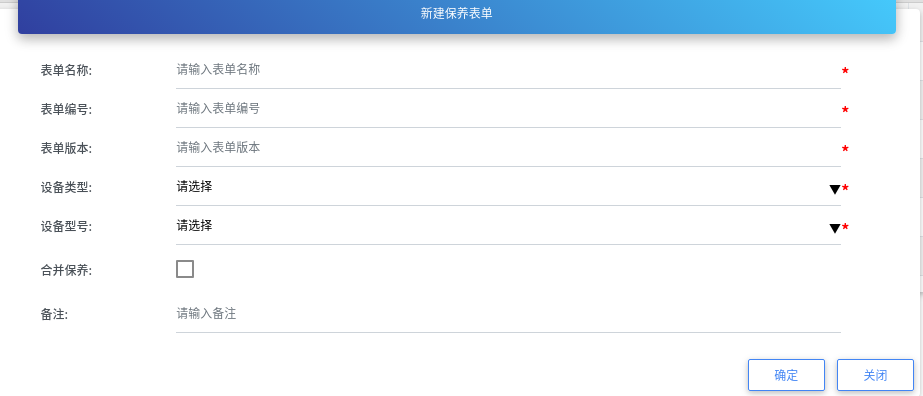 新建保养表单
表单名称: 请输入表单名称 *
表单编号: 请输入表单编号 *
表单版本: 请输入表单版本 *
设备类型: 请选择 ▼*
设备型号: 请选择 ▼*
合并保养:
备注: 请输入备注
确定 关闭